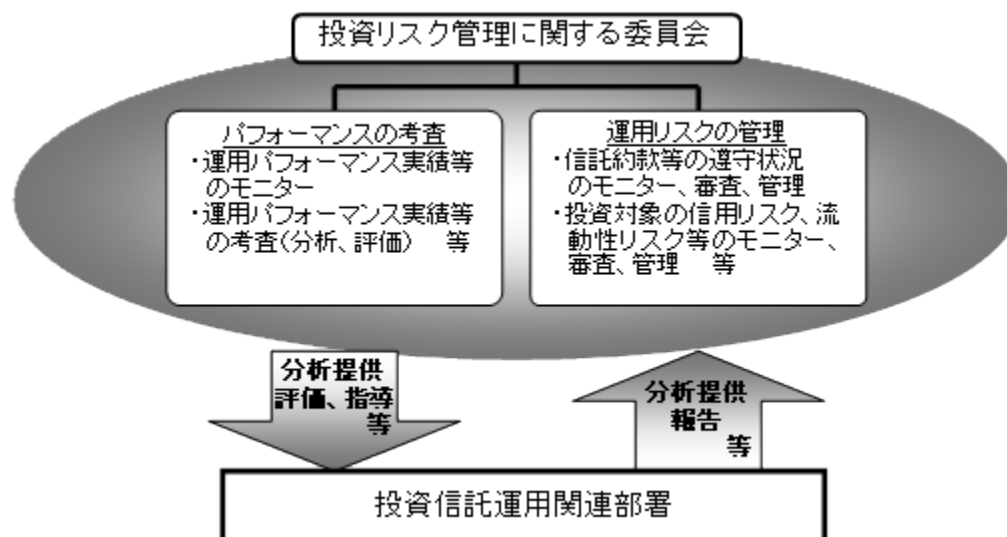 投資リスク管理に関する委員会
パフォーマンスの考査
・運用パフォーマンス実績等
のモニター
・運用パフォーマンス実績等
の考査(分析、評価) 等
運用リスクの管理
・信託約款等の遵守状況
のモニター、審査、管理
・投資対象の信用リスク、流
動性リスク等のモニター、
審査、管理 等
分析提供
評価、指導
等
分析提供
報告
等
投資信託運用関連部署